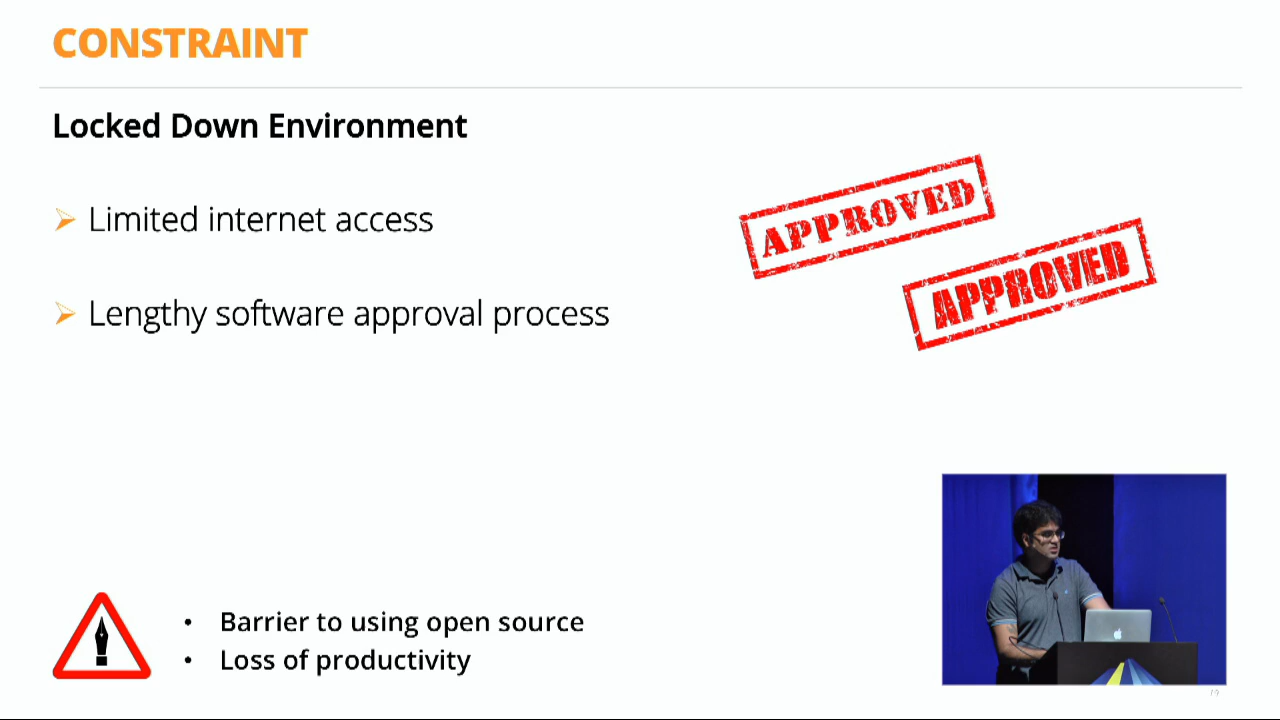 CONSTRAINT
Locked Down Environment
Limited internet access
Lengthy software approval process
APPROVED
APPROVED
• Barrier to using open source
• Loss of productivity